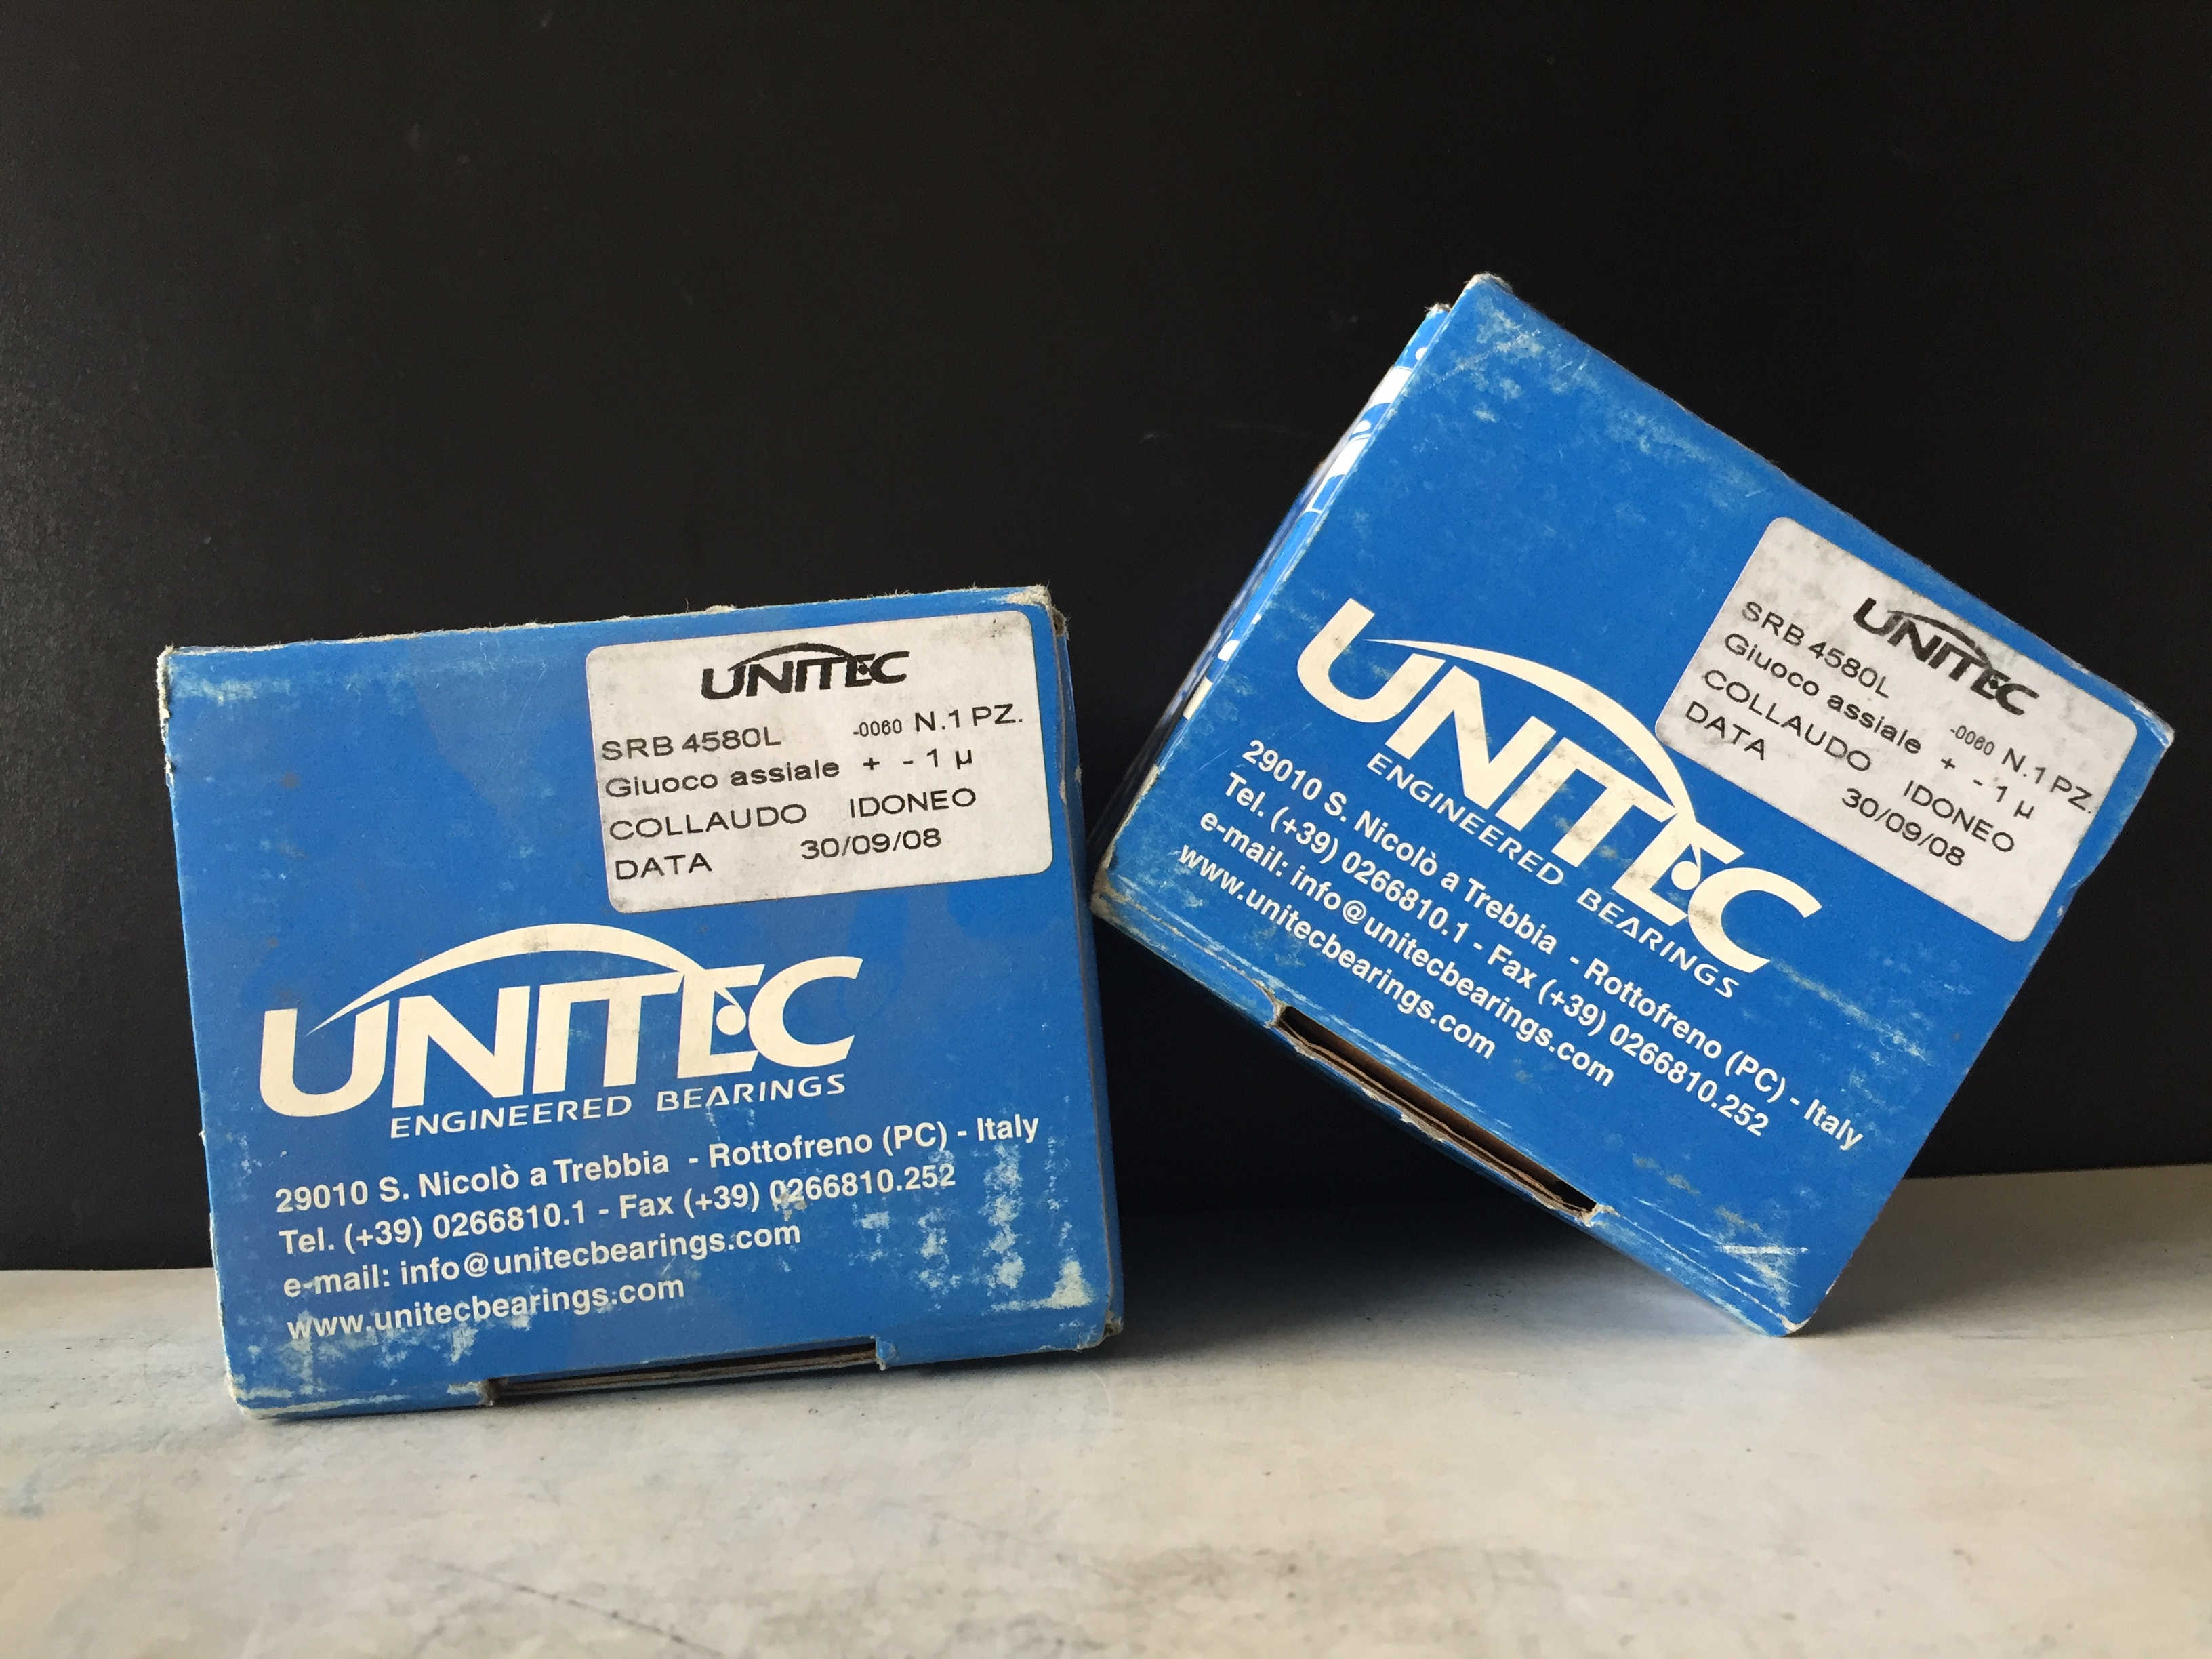 UNITEC
SRB 4580L -0060 N.1 PZ.
Giuoco assiale + - 1 µ
COLLAUDO IDONEO
DATA 30/09/08
UNITEC
ENGINEERED BEARINGS
29010 S. Nicolò a Trebbia - Rottofreno (PC) - Italy
Tel. (+39) 0266810.1 - Fax (+39) 0266810.252
e-mail: info@unitecbearings.com
www.unitecbearings.com
UNITEC
SRB 4580L -0060 N.1 PZ.
Giuoco assiale + - 1 µ
COLLAUDO IDONEO
DATA 30/09/08
UNITEC
ENGINEERED BEARINGS
29010 S. Nicolò a Trebbia - Rottofreno (PC) - Italy
Tel. (+39) 0266810.1 - Fax (+39) 0266810.252
e-mail: info@unitecbearings.com
www.unitecbearings.com